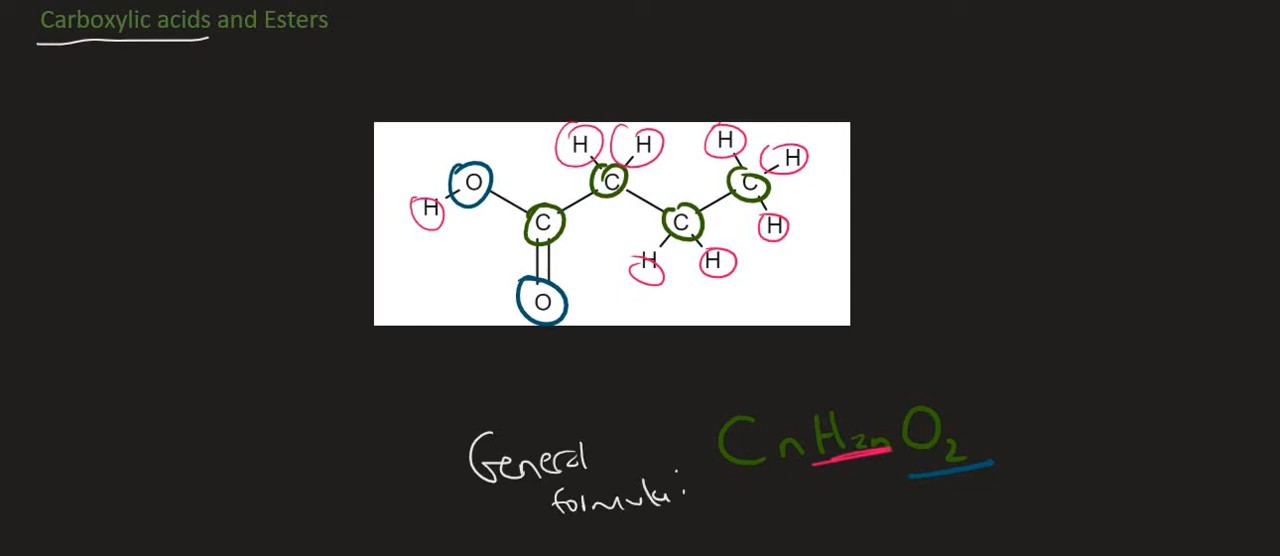 Carboxylic acids and Esters
H H H H
O C C
H C C H
H H
O
General CnH2nO2
formula: